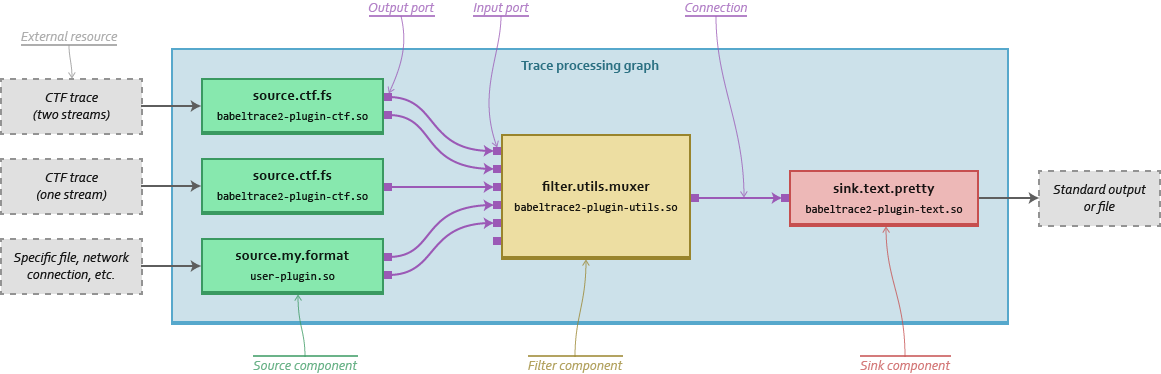 Output port
Input port
Connection
External resource
Trace processing graph
CTF trace
(two streams)
source.ctf.fs
babeltrace2-plugin-ctf.so
CTF trace
(one stream)
source.ctf.fs
babeltrace2-plugin-ctf.so
filter.utils.muxer
babeltrace2-plugin-utils.so
sink.text.pretty
babeltrace2-plugin-text.so
Standard output
or file
Specific file, network
connection, etc.
source.my.format
user-plugin.so
Source component
Filter component
Sink component